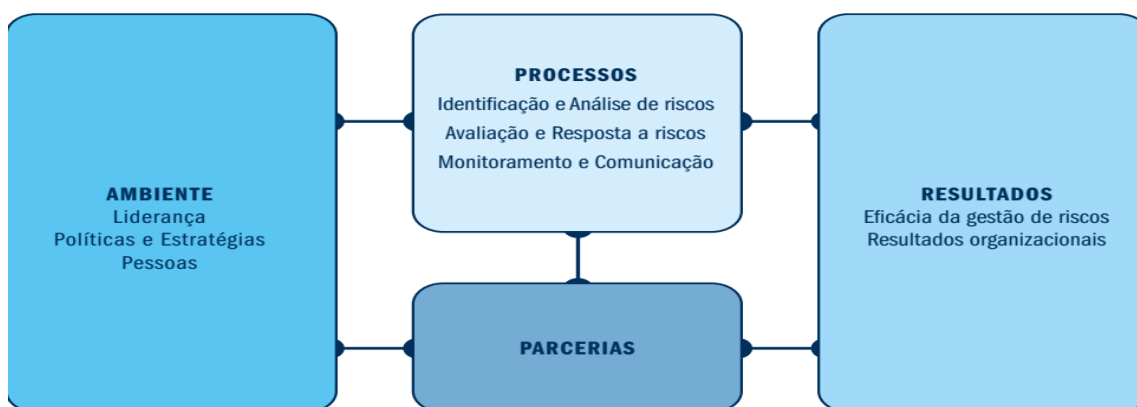 AMBIENTE
Liderança
Políticas e Estratégias
Pessoas
PROCESSOS
Identificação e Análise de riscos
Avaliação e Resposta a riscos
Monitoramento e Comunicação
PARCERIAS
RESULTADOS
Eficácia da gestão de riscos
Resultados organizacionais